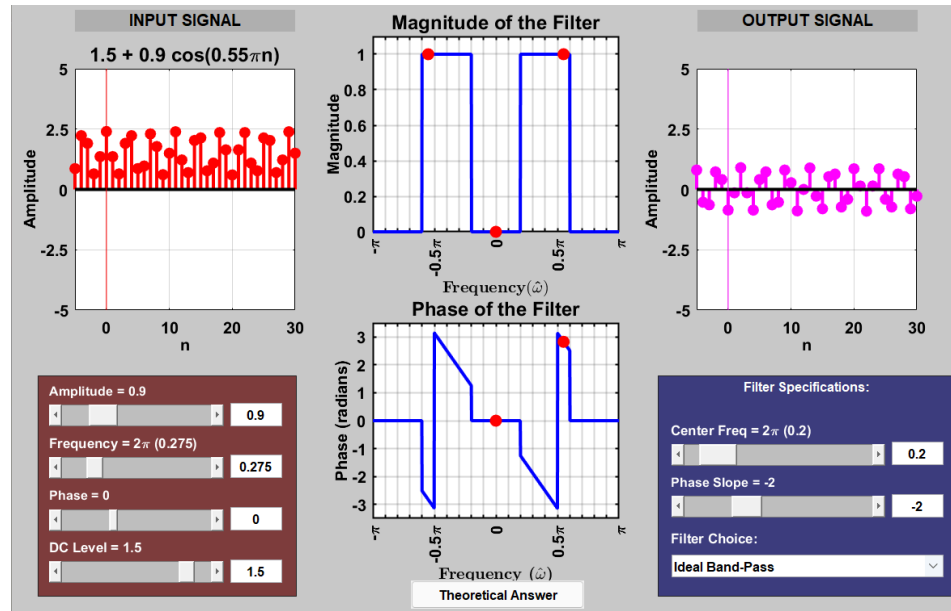 INPUT SIGNAL
1.5 + 0.9 cos(0.55πn)
Amplitude
5
2.5
0
-2.5
-5
0
10
20
30
n
Magnitude of the Filter
Magnitude
1
0.8
0.6
0.4
0.2
0
-π
-0.5π
0
0.5π
π
Frequency(ω̂)
Phase of the Filter
Phase (radians)
3
2
1
0
-1
-2
-3
-π
-0.5π
0
0.5π
π
Frequency (ω̂)
Theoretical Answer
OUTPUT SIGNAL
Amplitude
5
2.5
0
-2.5
-5
0
10
20
30
n
Amplitude = 0.9
0.9
Frequency = 2π (0.275)
0.275
Phase = 0
0
DC Level = 1.5
1.5
Filter Specifications:
Center Freq = 2π (0.2)
0.2
Phase Slope = -2
-2
Filter Choice:
Ideal Band-Pass